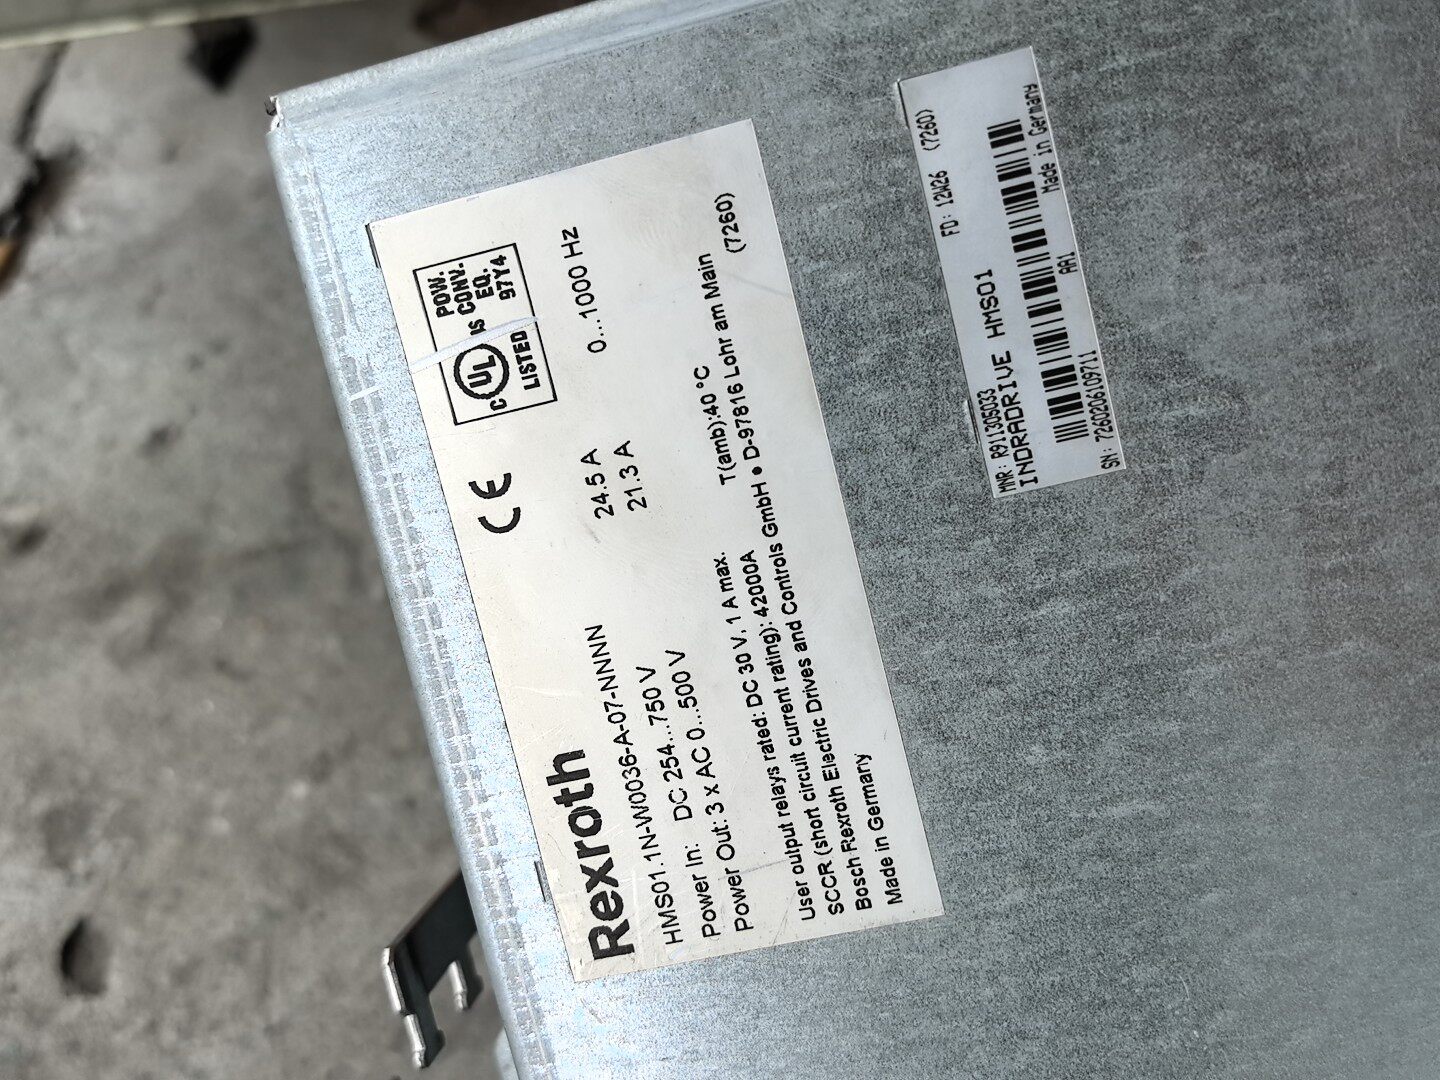 Rexroth
CE
C UL US
LISTED
POW.
CONV.
EQ.
97Y4
HMS01.1N-W0036-A-07-NNNN
Power In: DC 254...750 V 24.5 A
Power Out: 3 X AC 0...500 V 21.3 A 0...1000 Hz
User output relays rated: DC 30 V, 1 A max. T(amb):40 °C
SCCR (short circuit current rating): 42000A
Bosch Rexroth Electric Drives and Controls GmbH • D-97816 Lohr am Main
Made in Germany (7260)
MNR: R911305033 FD: 12W26 (7260)
INDRADRIVE HMS01
SN: 7260206109711 AA1 Made in Germany